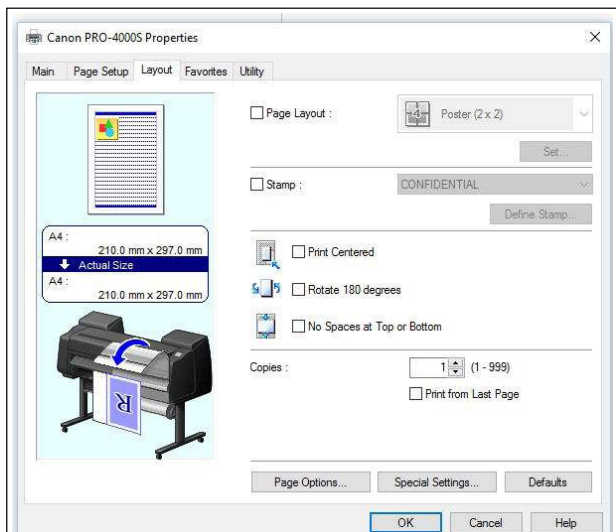 Canon PRO-4000S Properties
Main Page Setup Layout Favorites Utility
Page Layout : 4 Poster (2 x 2)
Set...
Stamp : CONFIDENTIAL
Define Stamp...
A4 :
210.0 mm x 297.0 mm
Actual Size
A4 :
210.0 mm x 297.0 mm
Print Centered
Rotate 180 degrees
No Spaces at Top or Bottom
Copies : 1 (1 - 999)
Print from Last Page
R
Page Options... Special Settings... Defaults
OK Cancel Help